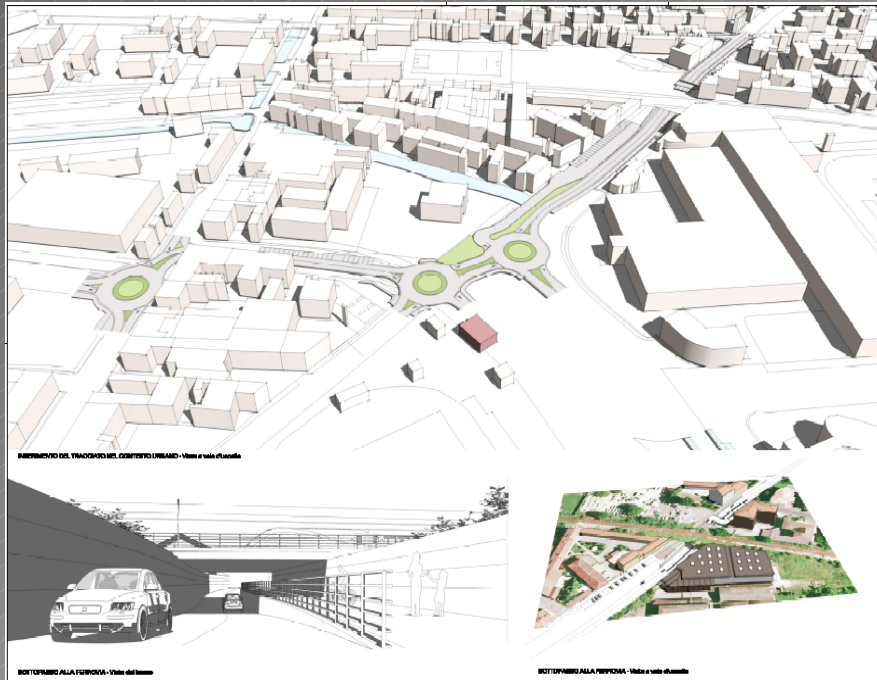 INSERIMENTO DEL TRACCIATO NEL CONTESTO URBANO - Vista a volo d'uccello
SOTTOPASSO ALLA FERROVIA - Vista dal basso
SOTTOPASSO ALLA FERROVIA - Vista a volo d'uccello